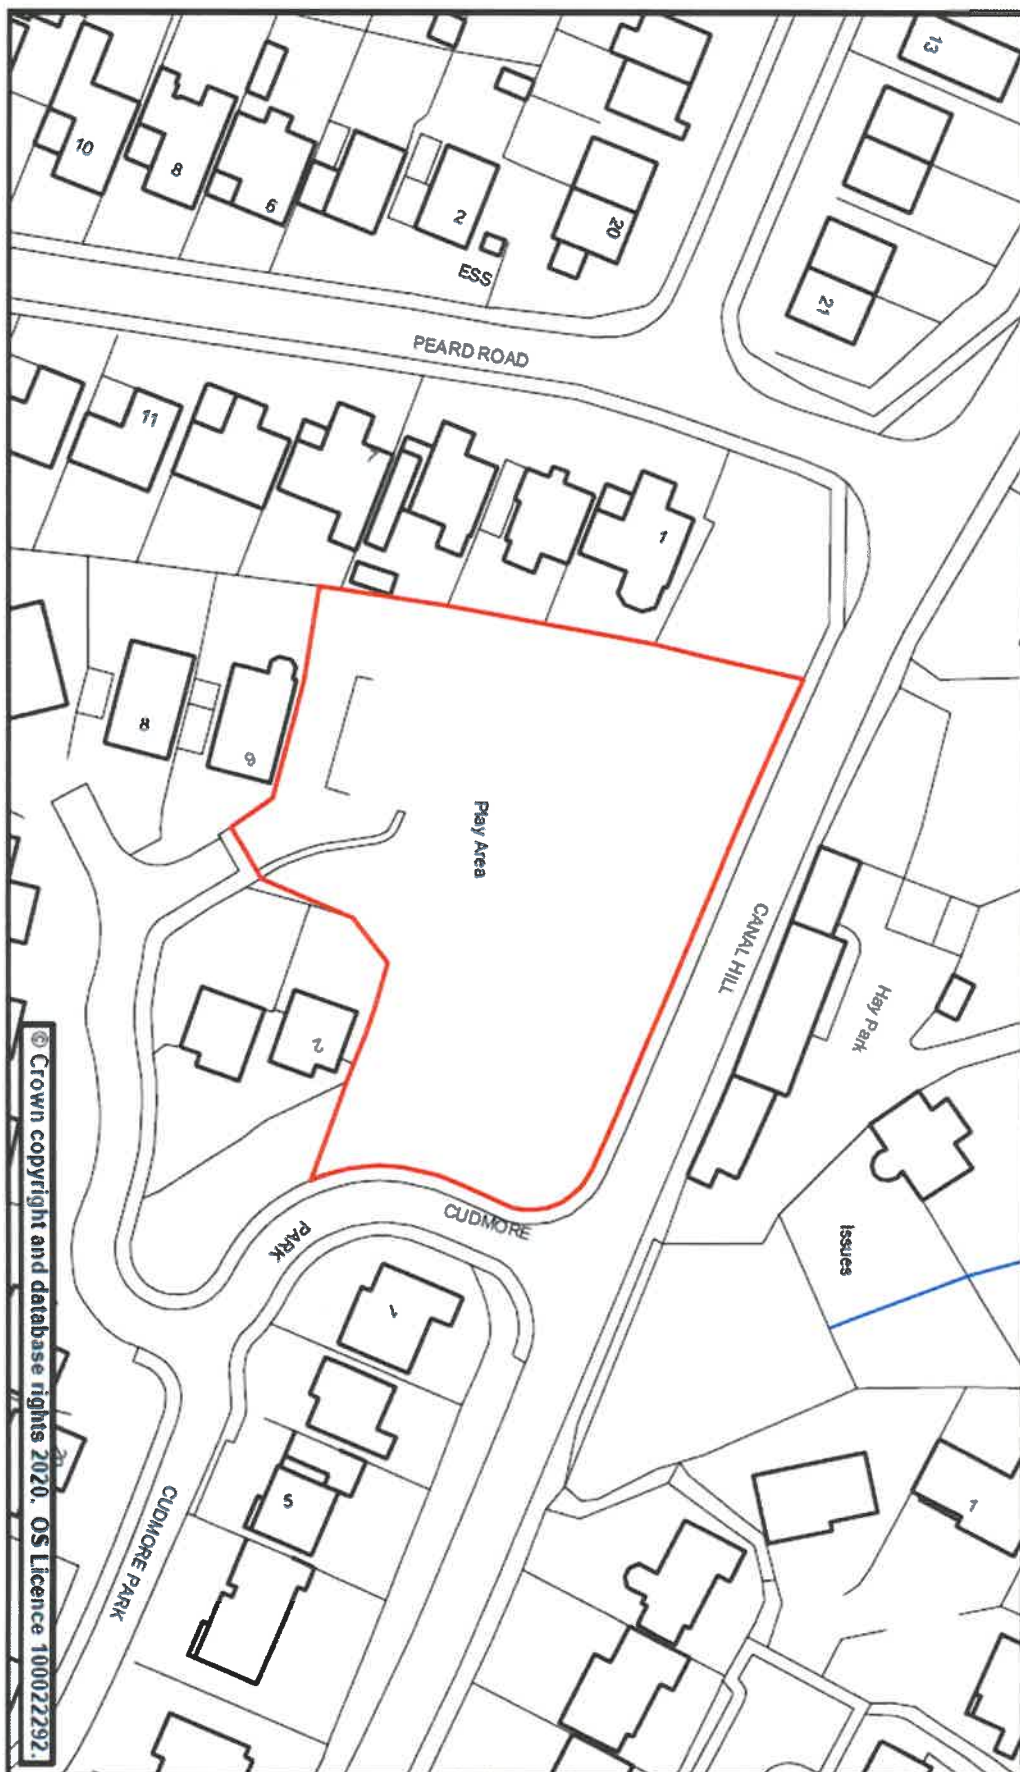 13
10
8
6
2
20
21
ESS
PEARD ROAD
11
7
1
8
9
Play Area
CANAL HILL
Hay Park
2
CUDMORE
PARK
Issues
1
5
1
CUDMORE PARK
© Crown copyright and database rights 2020. OS Licence 100022292.